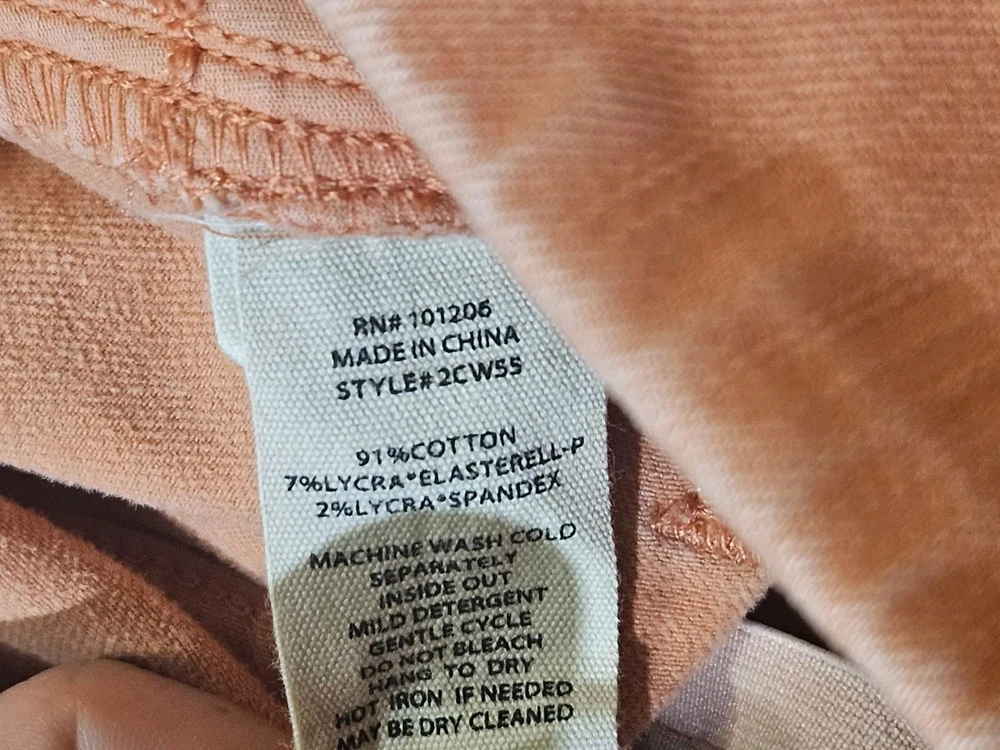 RN# 101206
MADE IN CHINA
STYLE#2CW55
91%COTTON
7%LYCRA®ELASTERELL-P
2%LYCRA®SPANDEX
MACHINE WASH COLD
SEPARATELY
INSIDE OUT
MILD DETERGENT
GENTLE CYCLE
DO NOT BLEACH
HANG TO DRY
HOT IRON IF NEEDED
MAY BE DRY CLEANED